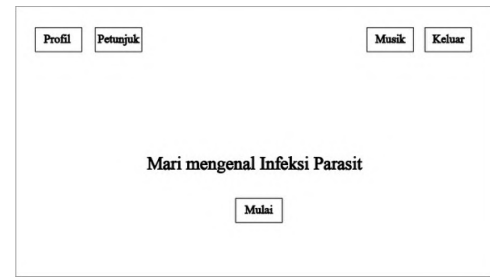 Profil Petunjuk Musik Keluar
Mari mengenal Infeksi Parasit
Mulai